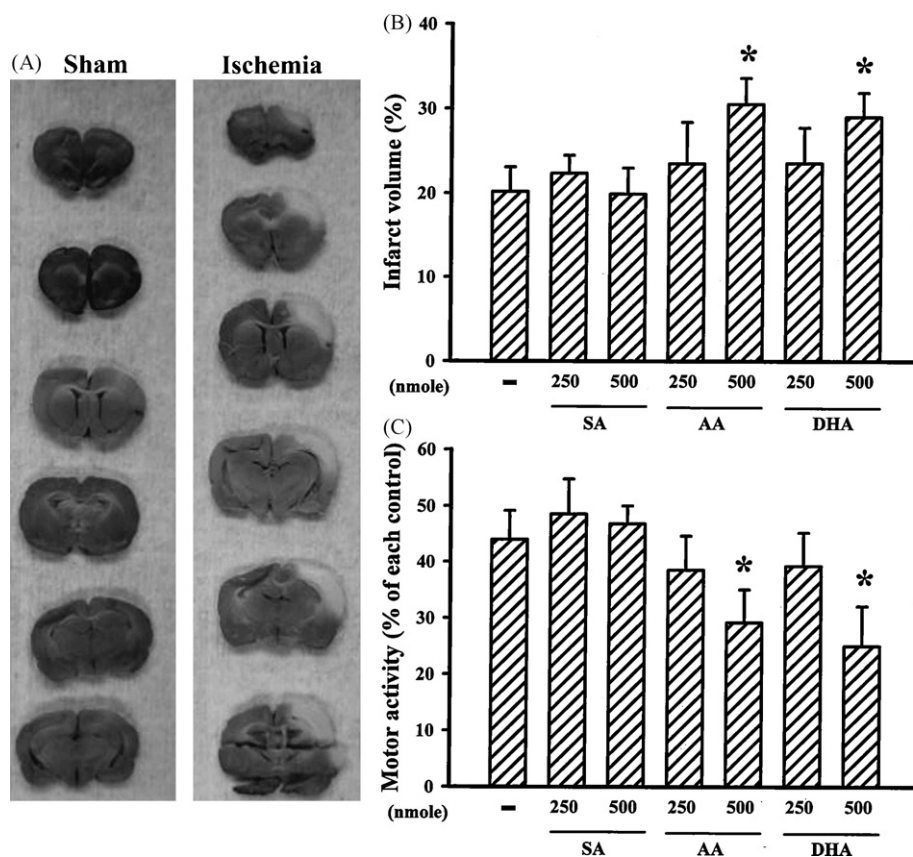 (A)
Sham
Ischemia
(B)
Infarct volume (%)
40
30
20
10
0
* *
(nmole)
- 250 500 250 500 250 500
SA AA DHA
(C)
Motor activity (% of each control)
60
50
40
30
20
10
0
* *
(nmole)
- 250 500 250 500 250 500
SA AA DHA